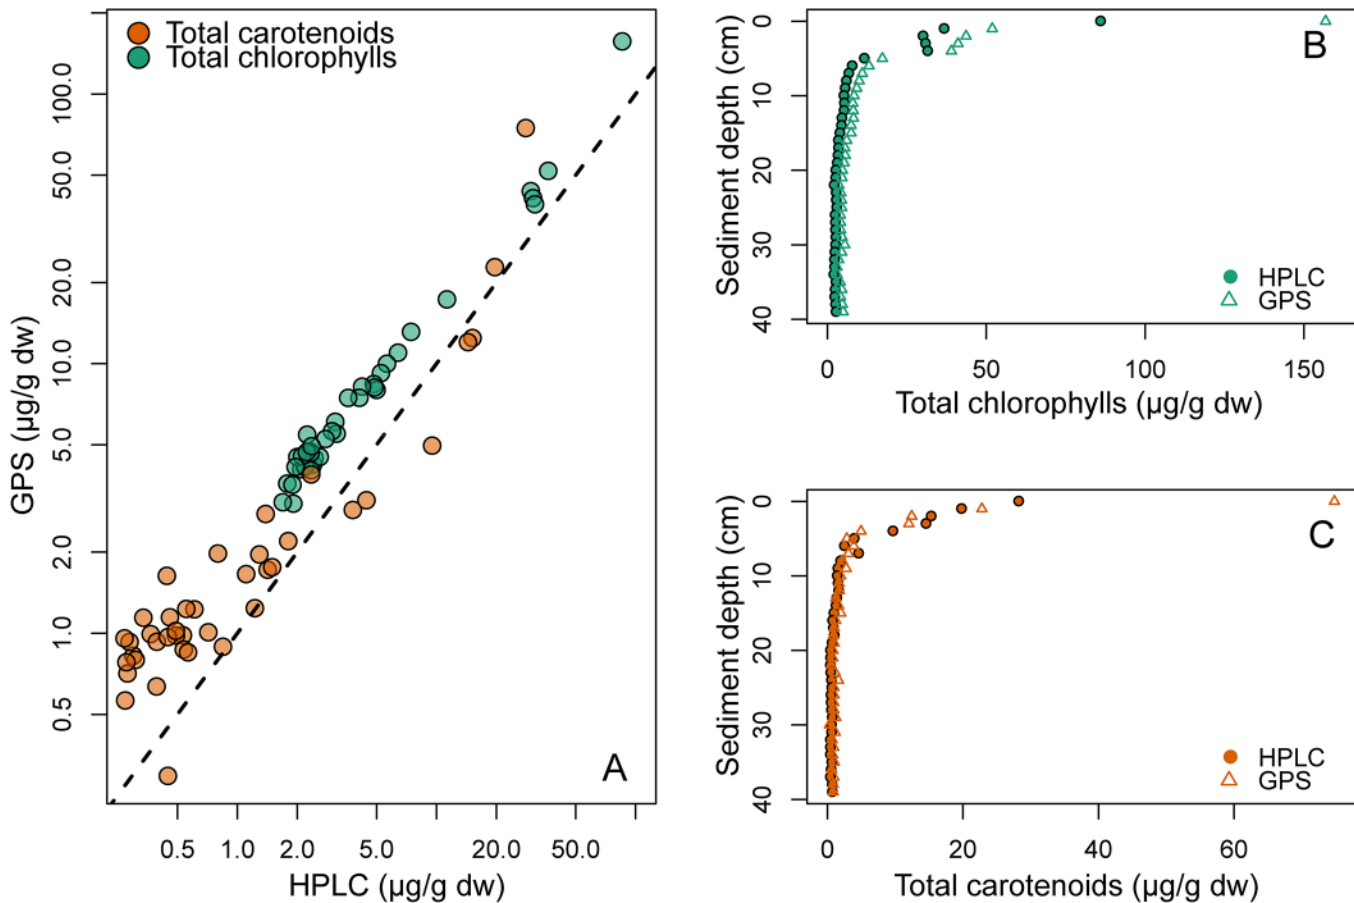 Total carotenoids
Total chlorophylls
GPS (µg/g dw)
0.5
1.0
2.0
5.0
10.0
20.0
50.0
100.0
A
0.5 1.0 2.0 5.0 20.0 50.0
HPLC (µg/g dw)
B
Sediment depth (cm)
0
10
20
30
40
HPLC
GPS
0 50 100 150
Total chlorophylls (µg/g dw)
C
Sediment depth (cm)
0
10
20
30
40
HPLC
GPS
0 20 40 60
Total carotenoids (µg/g dw)